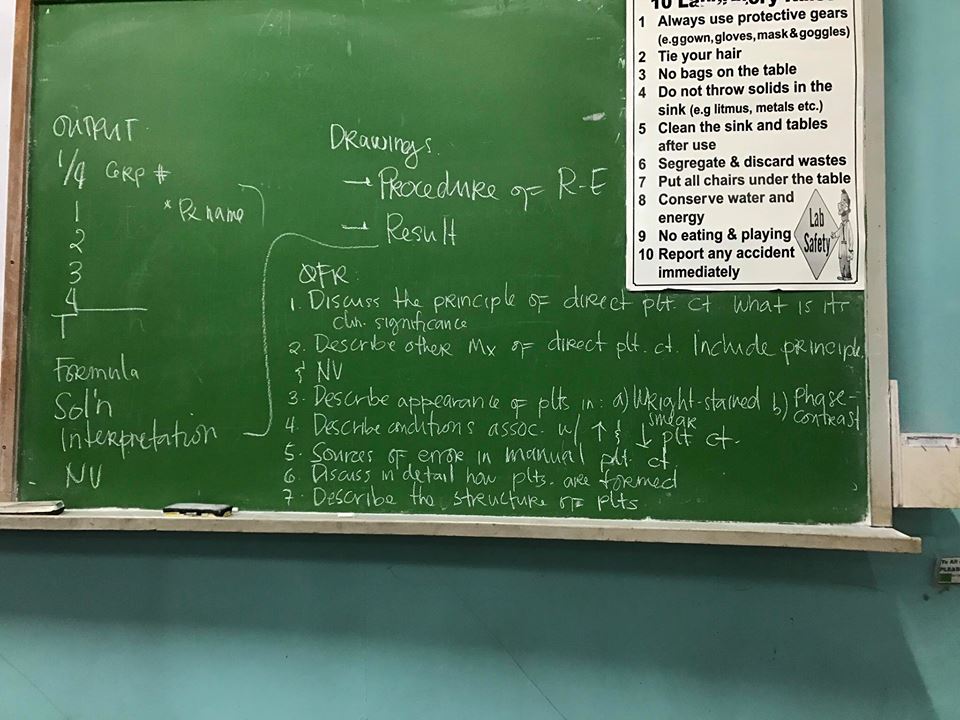 OUTPUT
1/4 Grp #
1 * Px name
2
3
4
T
Formula
Sol'n
Interpretation
NV
Drawings
→ Procedure of R-E
→ Result
QFR:
1. Discuss the principle of direct plt. ct. What is its
clin. significance
2. Describe other Mx of direct plt. ct. Include principle
& NV
3. Describe appearance of plts in: a) Wright-stained b) Phase-
smear contrast
4. Describe conditions assoc. w/ ↑ & ↓ plt ct.
5. Sources of error in manual plt. ct.
6. Discuss in detail how plts. are formed
7. Describe the structure of plts
1 Always use protective gears
(e.g gown, gloves, mask & goggles)
2 Tie your hair
3 No bags on the table
4 Do not throw solids in the
sink (e.g litmus, metals etc.)
5 Clean the sink and tables
after use
6 Segregate & discard wastes
7 Put all chairs under the table
8 Conserve water and
energy
9 No eating & playing
10 Report any accident
immediately
Lab
Safety